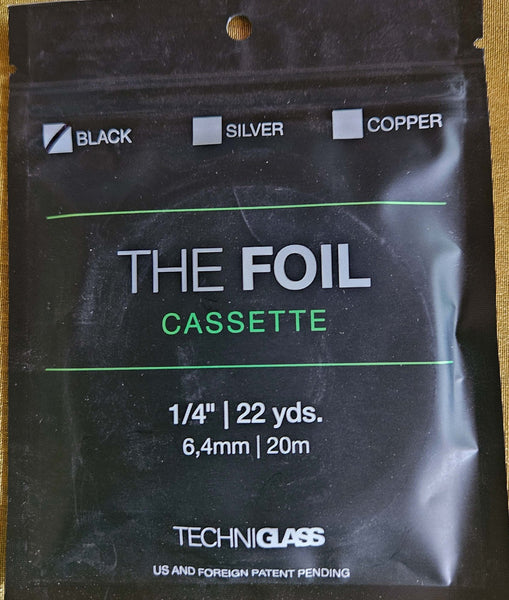 BLACK SILVER COPPER
THE FOIL
CASSETTE
1/4" | 22 yds.
6,4mm | 20m
TECHNIGLASS
US AND FOREIGN PATENT PENDING